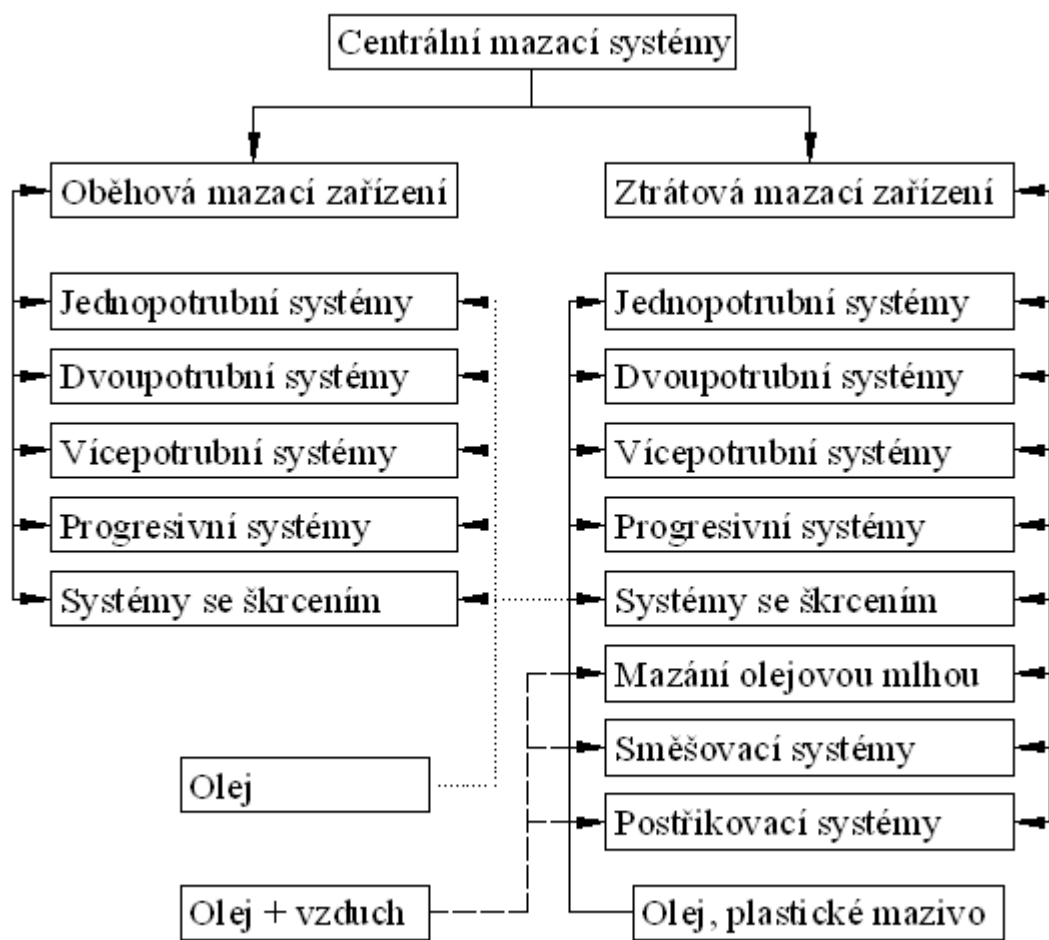 Centrální mazací systémy
Oběhová mazací zařízení
Ztrátová mazací zařízení
Jednopotrubní systémy
Jednopotrubní systémy
Dvoupotrubní systémy
Dvoupotrubní systémy
Vícepotrubní systémy
Vícepotrubní systémy
Progresivní systémy
Progresivní systémy
Systémy se škrcením
Systémy se škrcením
Mazání olejovou mlhou
Směšovací systémy
Olej
Postřikovací systémy
Olej + vzduch
Olej, plastické mazivo